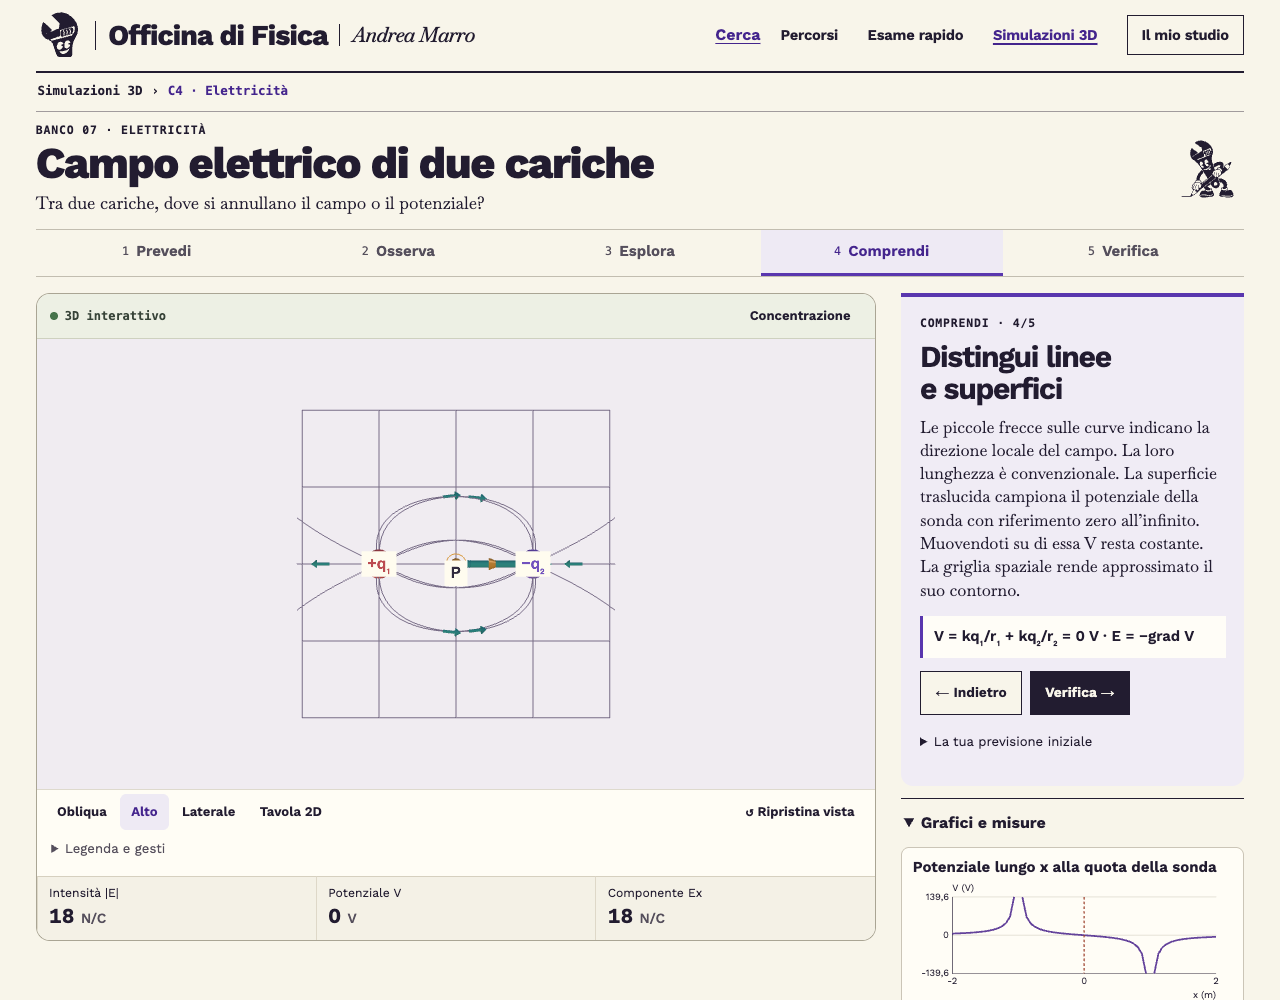 Officina di Fisica
Andrea Marro
Cerca
Percorsi
Esame rapido
Simulazioni 3D
Il mio studio
Simulazioni 3D › C4 · Elettricità
BANCO 07 · ELETTRICITÀ
Campo elettrico di due cariche
Tra due cariche, dove si annullano il campo o il potenziale?
1 Prevedi
2 Osserva
3 Esplora
4 Comprendi
5 Verifica
3D interattivo
Concentrazione
+q₁
P
−q₂
Obliqua
Alto
Laterale
Tavola 2D
↺ Ripristina vista
▶ Legenda e gesti
Intensità |E|
18 N/C
Potenziale V
0 V
Componente Ex
18 N/C
COMPRENDI · 4/5
Distingui linee
e superfici
Le piccole frecce sulle curve indicano la
direzione locale del campo. La loro
lunghezza è convenzionale. La superficie
traslucida campiona il potenziale della
sonda con riferimento zero all’infinito.
Muovendoti su di essa V resta costante.
La griglia spaziale rende approssimato il
suo contorno.
V = kq₁/r₁ + kq₂/r₂ = 0 V · E = −grad V
← Indietro
Verifica →
▶ La tua previsione iniziale
▼ Grafici e misure
Potenziale lungo x alla quota della sonda
V (V)
139,6
0
-139,6
-2
0
2
x (m)